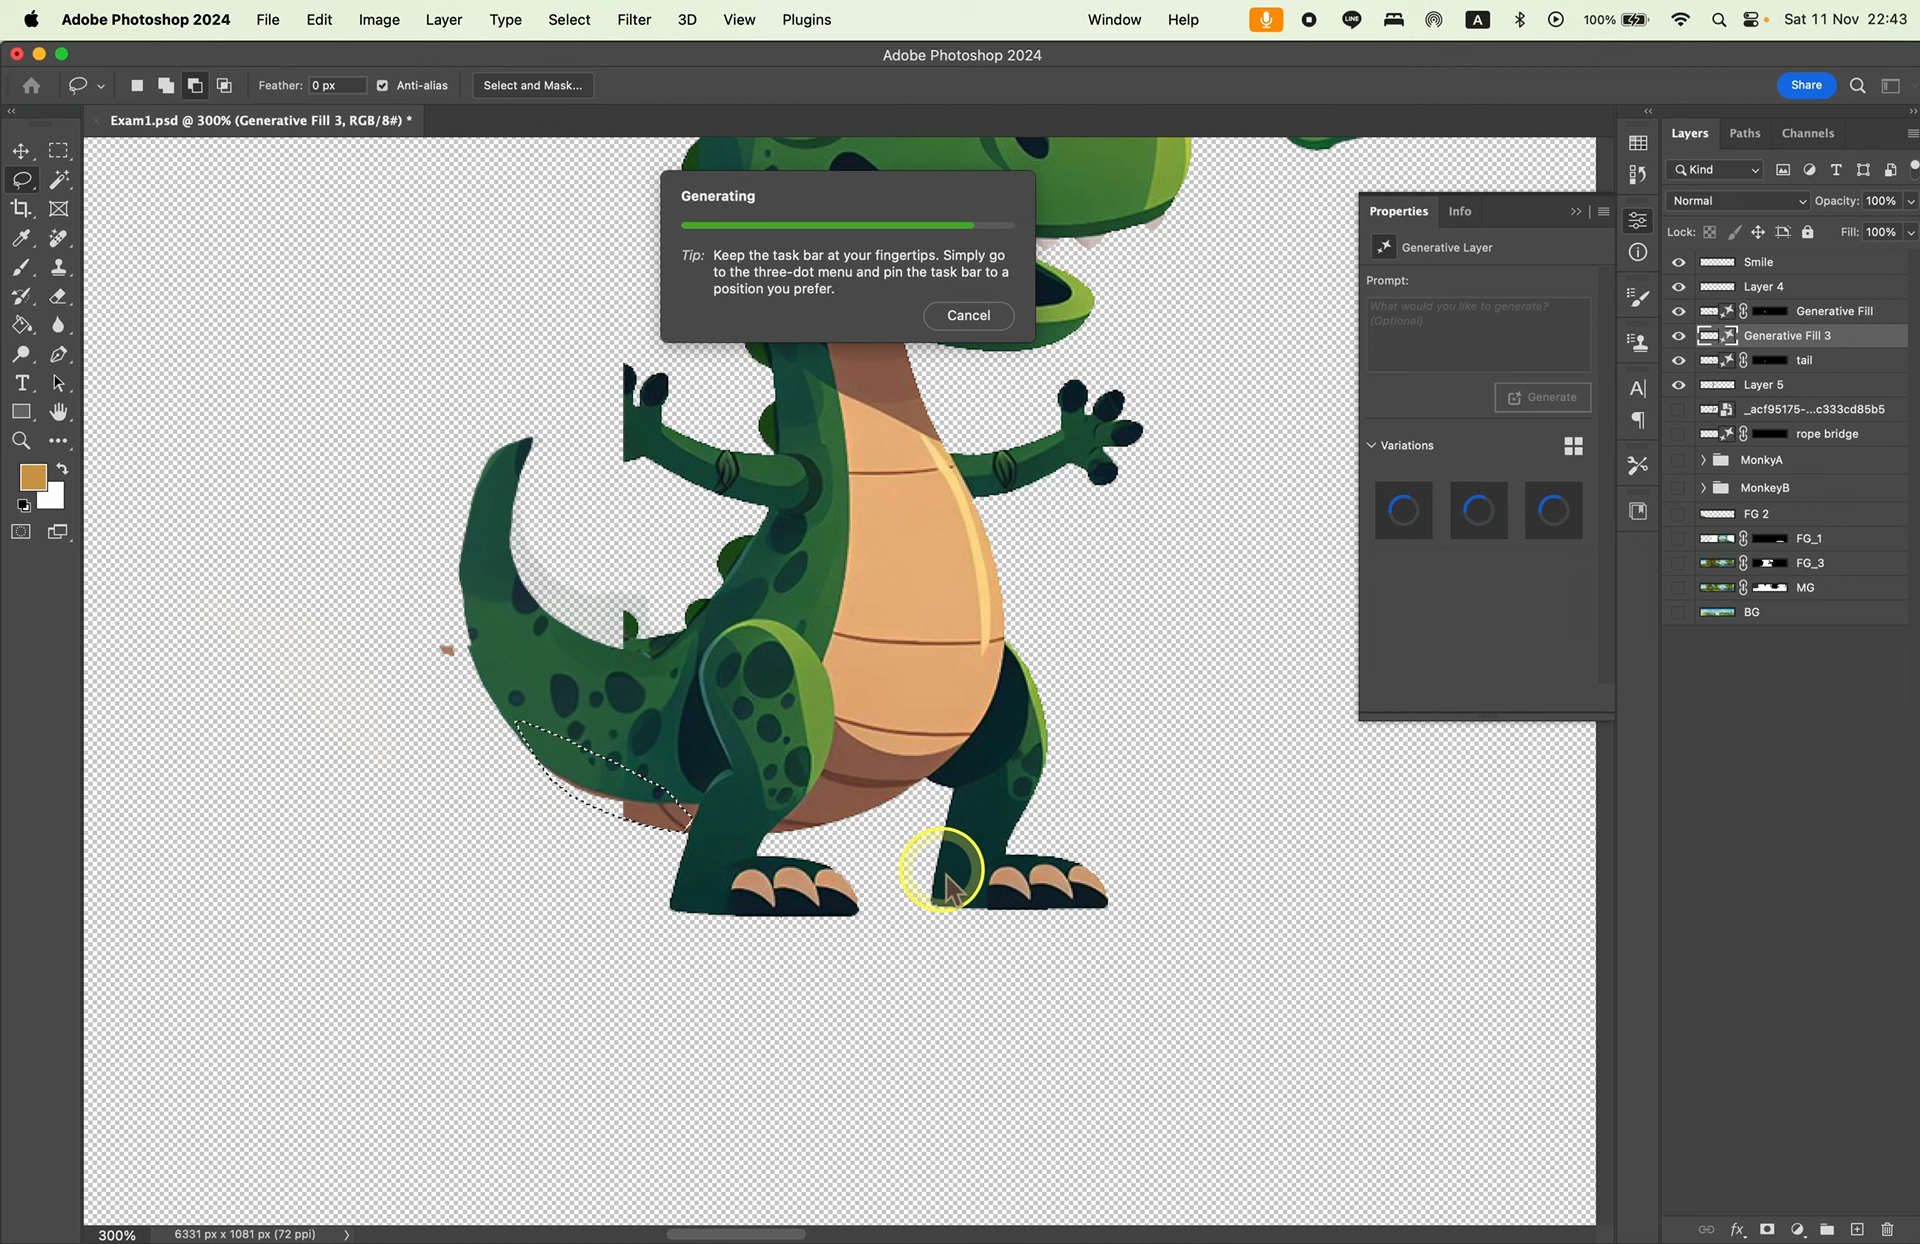 Adobe Photoshop 2024 File Edit Image Layer Type Select Filter 3D View Plugins Window Help LINE A 100% Sat 11 Nov 22:43
Adobe Photoshop 2024
Feather: 0 px Anti-alias Select and Mask... Share
Exam1.psd @ 300% (Generative Fill 3, RGB/8#) *
Generating
Tip: Keep the task bar at your fingertips. Simply go
to the three-dot menu and pin the task bar to a
position you prefer.
Cancel
Properties Info
Generative Layer
Prompt:
What would you like to generate?
(Optional)
Generate
Variations
Layers Paths Channels
Kind
Normal Opacity: 100%
Lock: Fill: 100%
Smile
Layer 4
Generative Fill
Generative Fill 3
tail
Layer 5
_acf95175-...c333cd85b5
rope bridge
MonkyA
MonkeyB
FG 2
FG_1
FG_3
MG
BG
300% 6331 px x 1081 px (72 ppi)